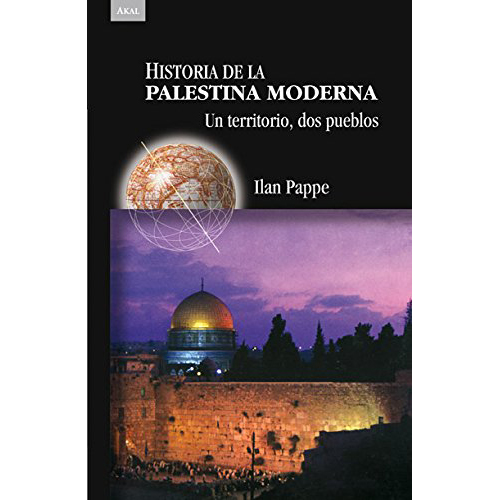 AKAL
HISTORIA DE LA
PALESTINA MODERNA
Un territorio, dos pueblos
Ilan Pappe